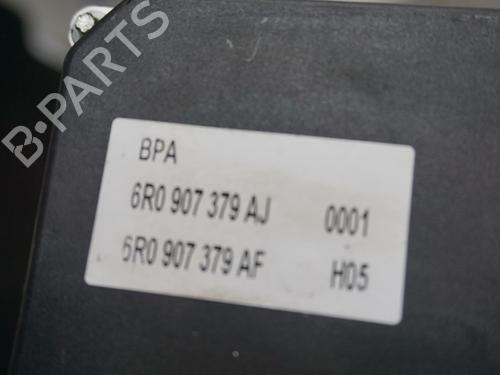 B-PARTS
BPA
6R0 907 379 AJ 0001
6R0 907 379 AF H05